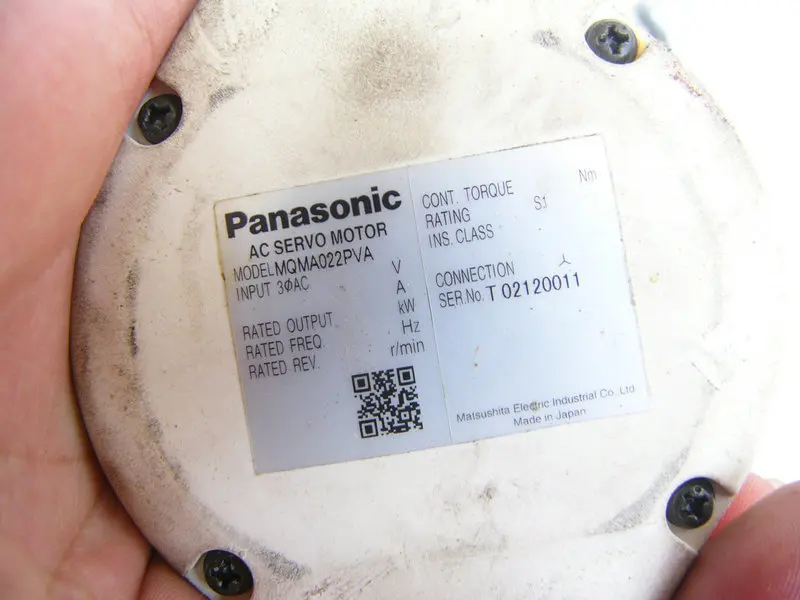 Panasonic
AC SERVO MOTOR
MODEL MQMA022PVA
INPUT 3ΦAC V
A
kW
RATED OUTPUT
RATED FREQ Hz
RATED REV. r/min
CONT. TORQUE Nm
RATING S1
INS. CLASS
CONNECTION
SER.No. T 02120011
Matsushita Electric Industrial Co.,Ltd
Made in Japan